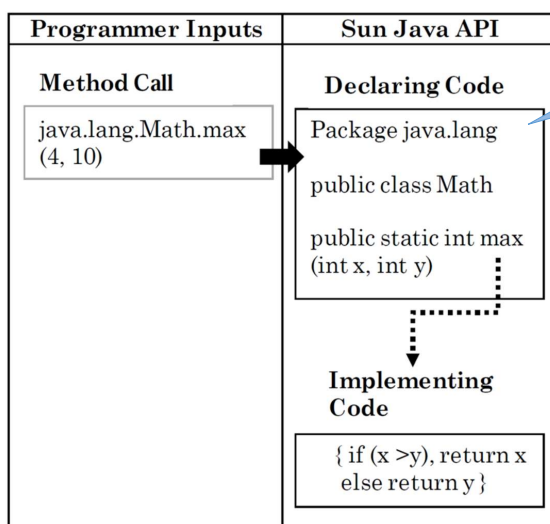 Programmer Inputs
Sun Java API
Method Call
java.lang.Math.max
(4, 10)
Declaring Code
Package java.lang
public class Math
public static int max
(int x, int y)
Implementing
Code
{ if (x >y), return x
else return y }